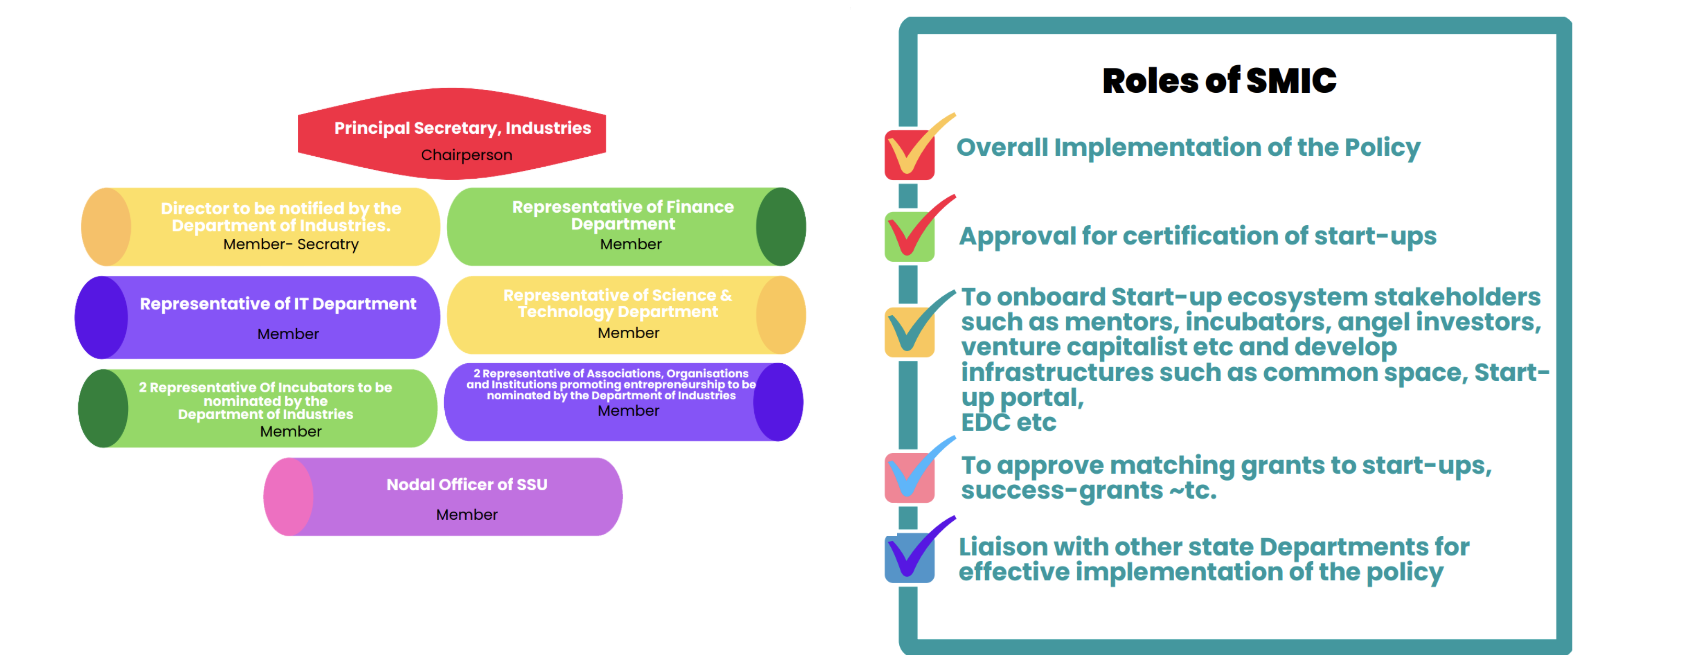 Principal Secretary, Industries
Chairperson
Director to be notified by the
Department of Industries.
Member- Secratry
Representative of Finance
Department
Member
Representative of IT Department
Member
Representative of Science &
Technology Department
Member
2 Representative Of Incubators to be
nominated by the
Department of Industries
Member
2 Representative of Associations, Organisations
and Institutions promoting entrepreneurship to be
nominated by the Department of Industries
Member
Nodal Officer of SSU
Member
Roles of SMIC
Overall Implementation of the Policy
Approval for certification of start-ups
To onboard Start-up ecosystem stakeholders
such as mentors, incubators, angel investors,
venture capitalist etc and develop
infrastructures such as common space, Start-
up portal,
EDC etc
To approve matching grants to start-ups,
success-grants ~tc.
Liaison with other state Departments for
effective implementation of the policy